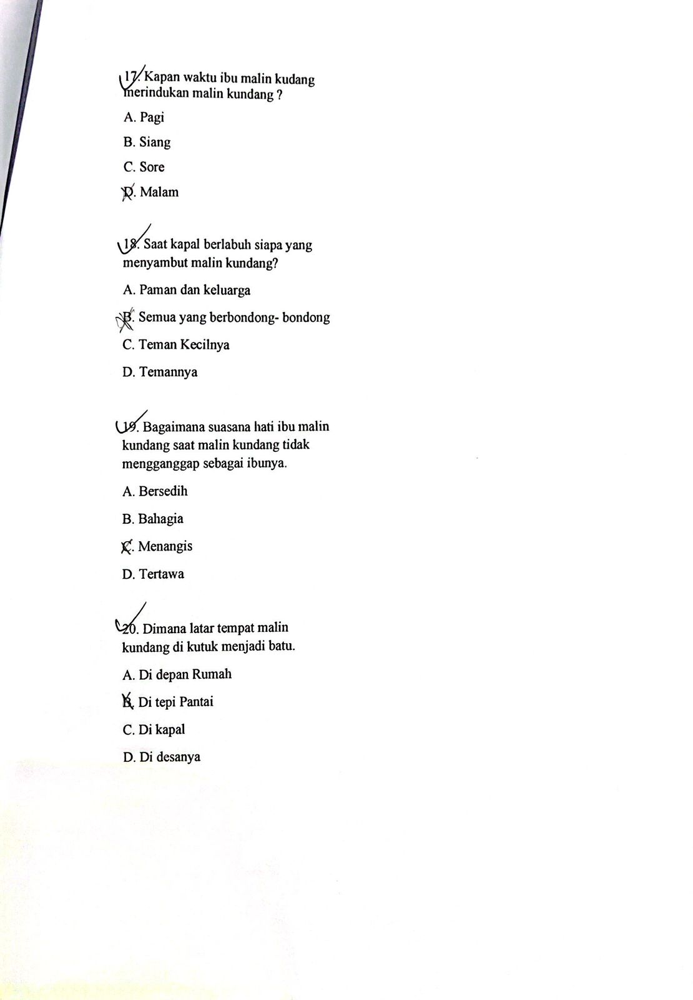 17. Kapan waktu ibu malin kudang
merindukan malin kundang ?
A. Pagi
B. Siang
C. Sore
D. Malam
18. Saat kapal berlabuh siapa yang
menyambut malin kundang?
A. Paman dan keluarga
B. Semua yang berbondong- bondong
C. Teman Kecilnya
D. Temannya
19. Bagaimana suasana hati ibu malin
kundang saat malin kundang tidak
mengganggap sebagai ibunya.
A. Bersedih
B. Bahagia
C. Menangis
D. Tertawa
20. Dimana latar tempat malin
kundang di kutuk menjadi batu.
A. Di depan Rumah
B. Di tepi Pantai
C. Di kapal
D. Di desanya